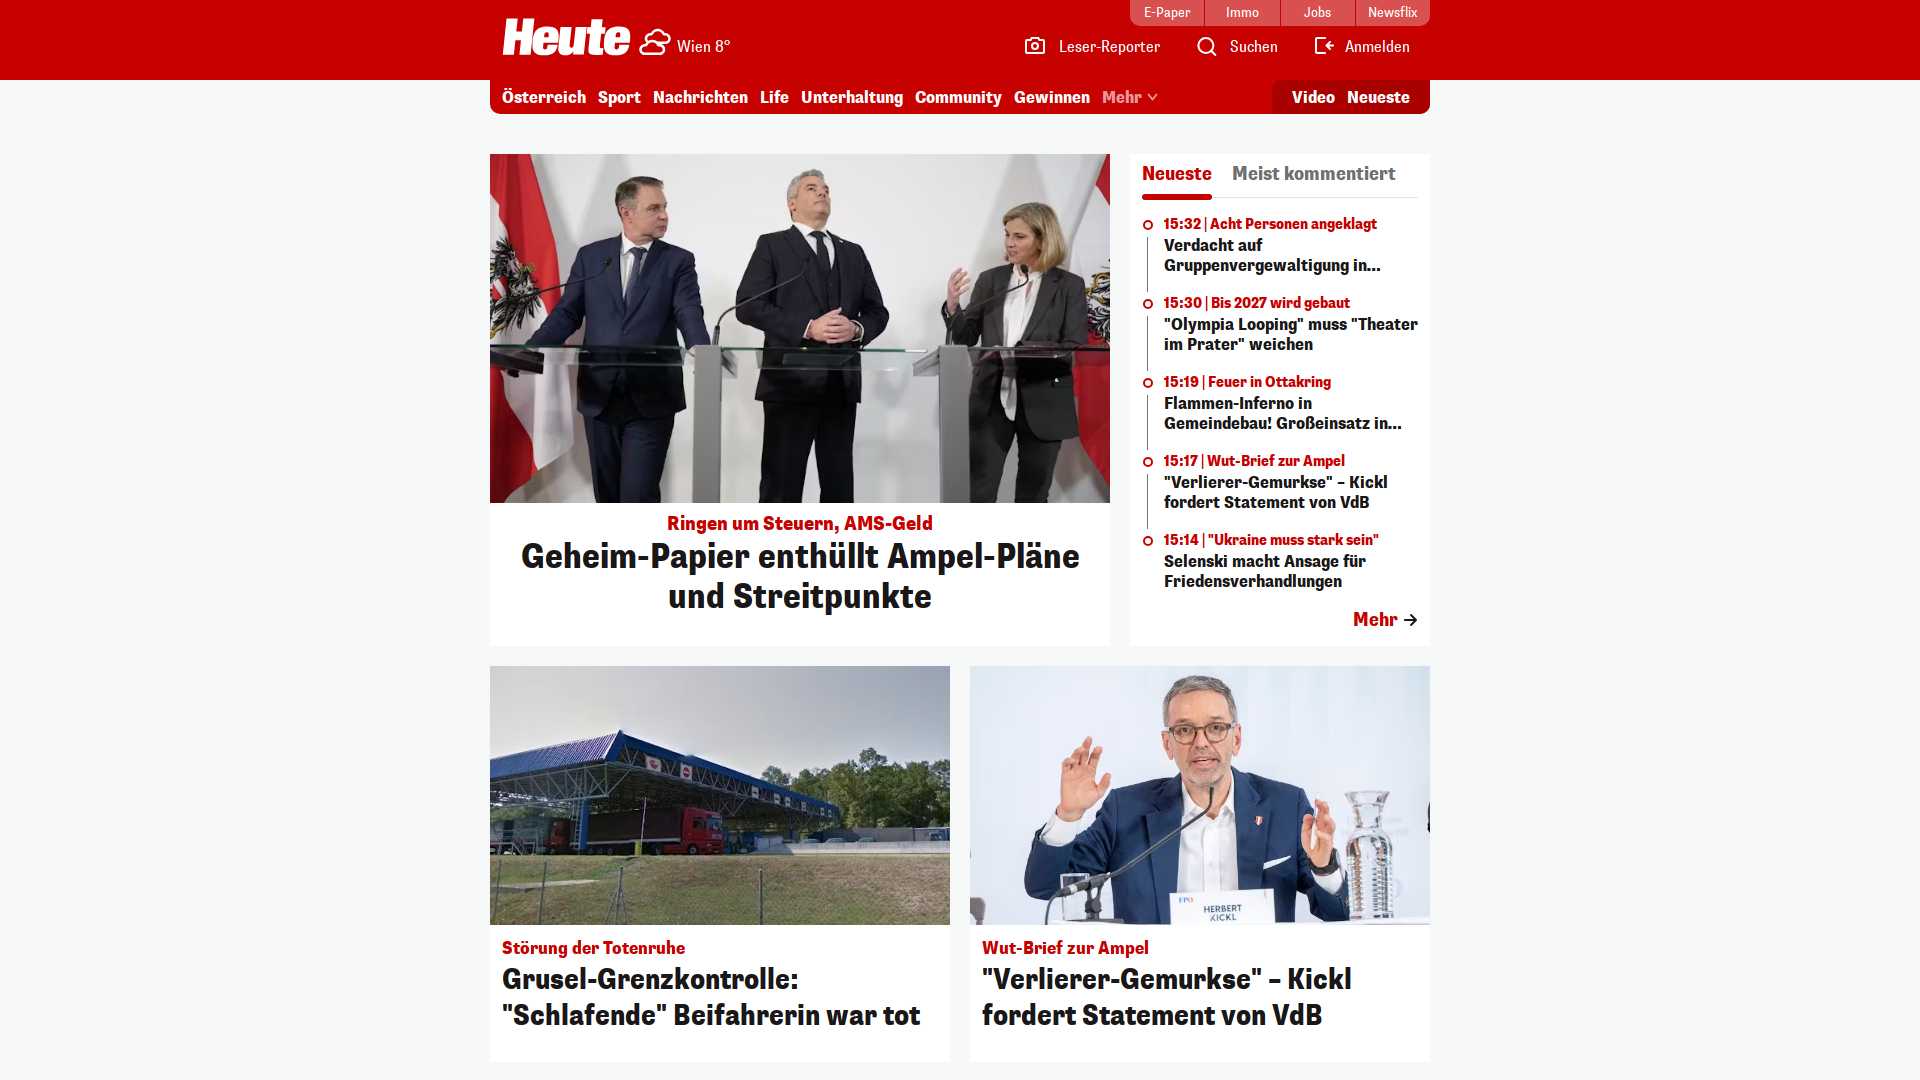 E-Paper
Immo
Jobs
Newsflix
Heute
Wien 8°
Leser-Reporter
Suchen
Anmelden
Österreich
Sport
Nachrichten
Life
Unterhaltung
Community
Gewinnen
Mehr
Video
Neueste
Ringen um Steuern, AMS-Geld
Geheim-Papier enthüllt Ampel-Pläne
und Streitpunkte
Neueste
Meist kommentiert
15:32 | Acht Personen angeklagt
Verdacht auf
Gruppenvergewaltigung in...
15:30 | Bis 2027 wird gebaut
"Olympia Looping" muss "Theater
im Prater" weichen
15:19 | Feuer in Ottakring
Flammen-Inferno in
Gemeindebau! Großeinsatz in...
15:17 | Wut-Brief zur Ampel
"Verlierer-Gemurkse" – Kickl
fordert Statement von VdB
15:14 | "Ukraine muss stark sein"
Selenski macht Ansage für
Friedensverhandlungen
Mehr →
Störung der Totenruhe
Grusel-Grenzkontrolle:
"Schlafende" Beifahrerin war tot
FPÖ
HERBERT
KICKL
Wut-Brief zur Ampel
"Verlierer-Gemurkse" – Kickl
fordert Statement von VdB